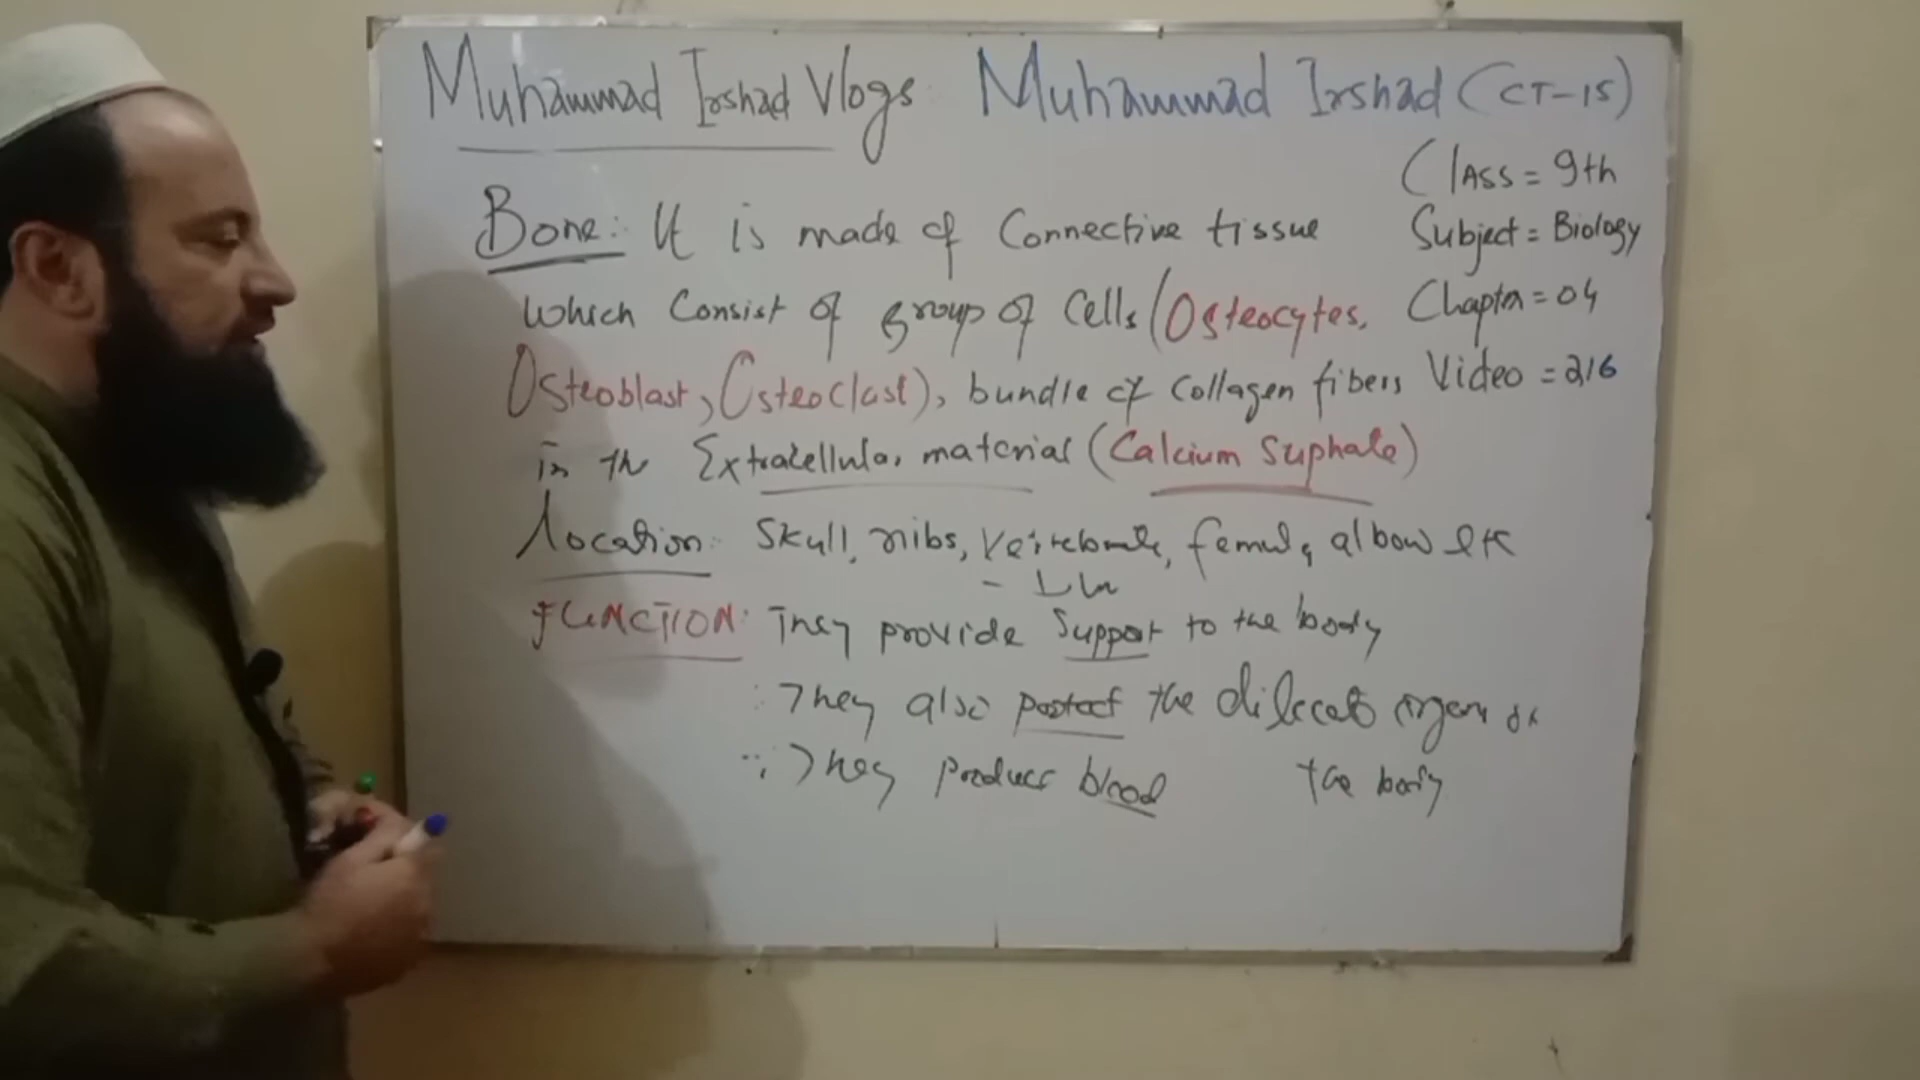 Muhammad Irshad Vlogs Muhammad Irshad (CT-15)
Class = 9th
Subject = Biology
Chapter = 04
Video = 216
Bone: It is made of Connective tissue
which Consist of group of Cells (Osteocytes,
Osteoblast, Osteoclast), bundle of Collagen fibers
in the Extracellular material (Calcium Suphate)
Location: Skull, ribs, Vertebrate, femur, albow etc
FUNCTION: They provide Support to the body
They also protect the dilecate organ of
the body
They produce blood